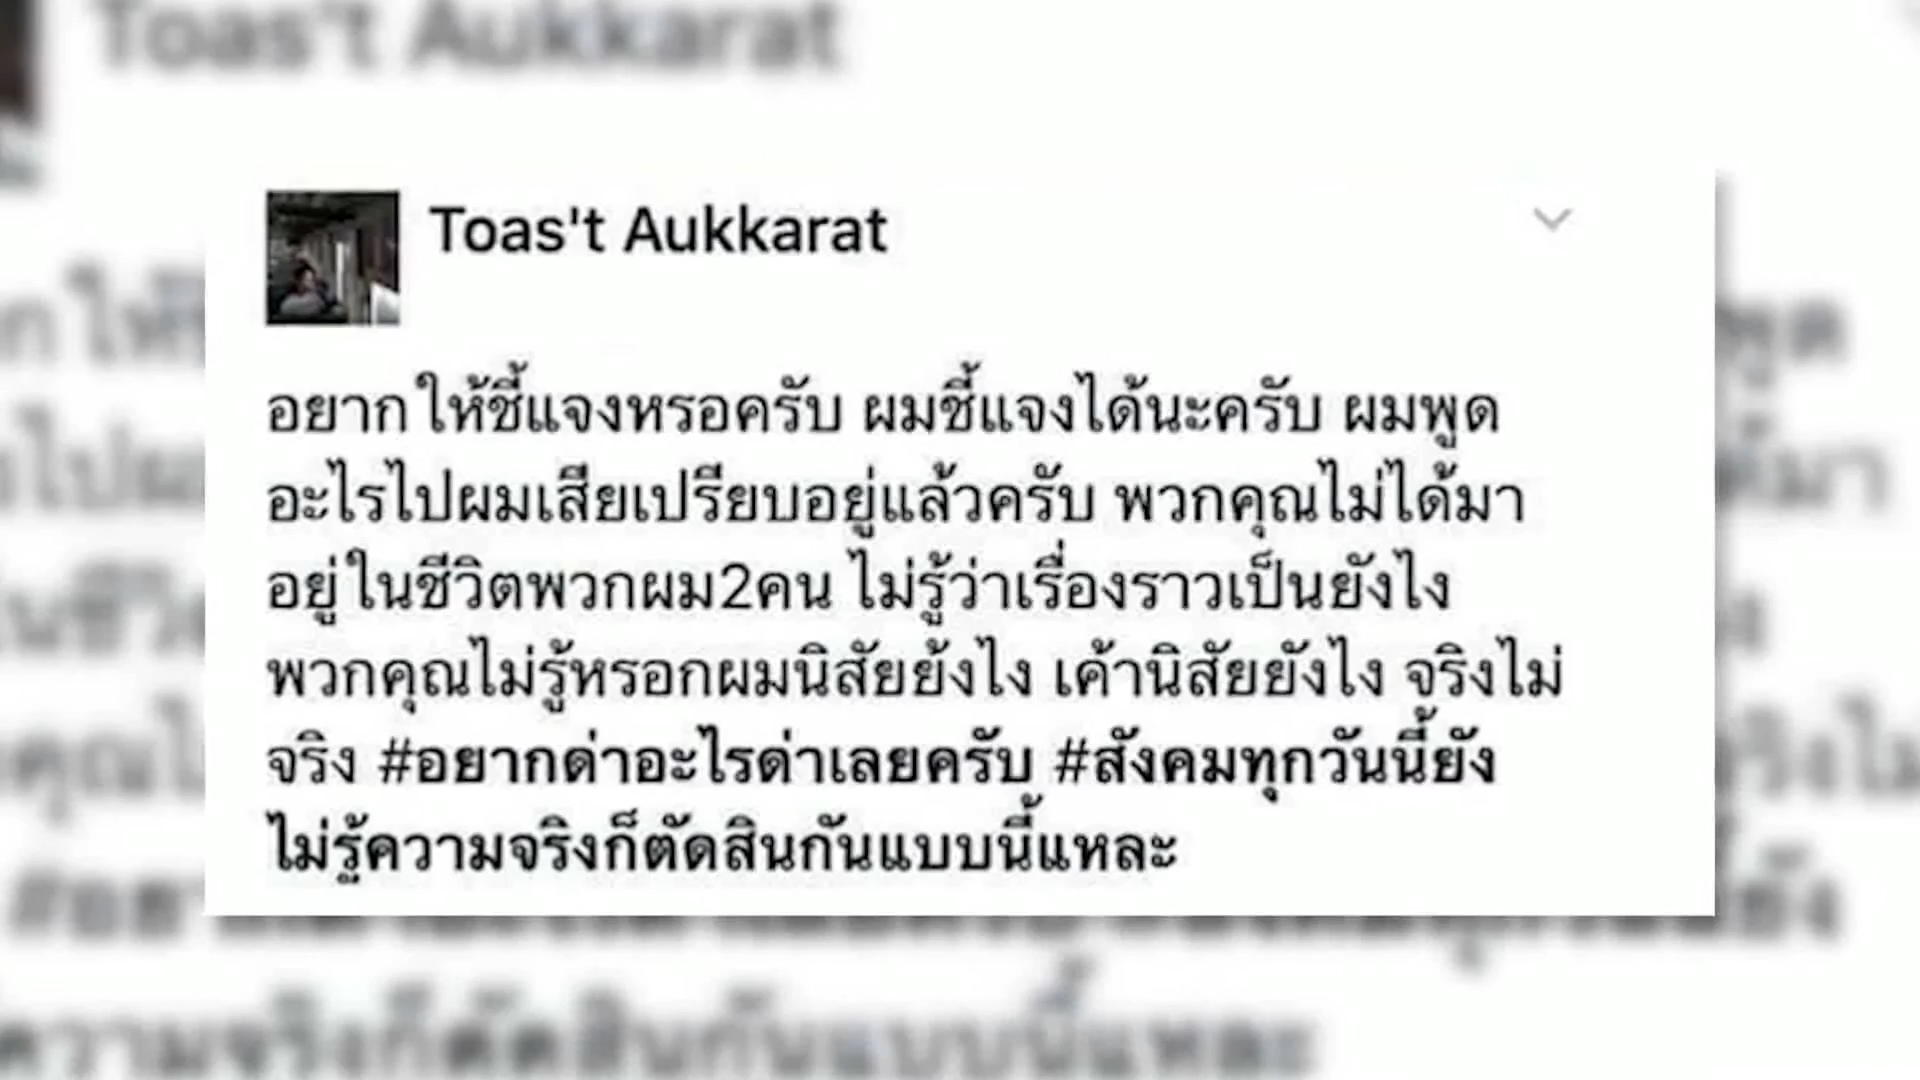 Toas't Aukkarat
Toas't Aukkarat
อยากให้ชี้แจงหรอครับ ผมชี้แจงได้นะครับ ผมพูด
อะไรไปผมเสียเปรียบอยู่แล้วครับ พวกคุณไม่ได้มา
อยู่ในชีวิตพวกผม2คน ไม่รู้ว่าเรื่องราวเป็นยังไง
พวกคุณไม่รู้หรอกผมนิสัยยังไง เค้านิสัยยังไง จริงไม่
จริง #อยากด่าอะไรด่าเลยครับ #สังคมทุกวันนี้ยัง
ไม่รู้ความจริงก็ตัดสินกันแบบนี้แหละ